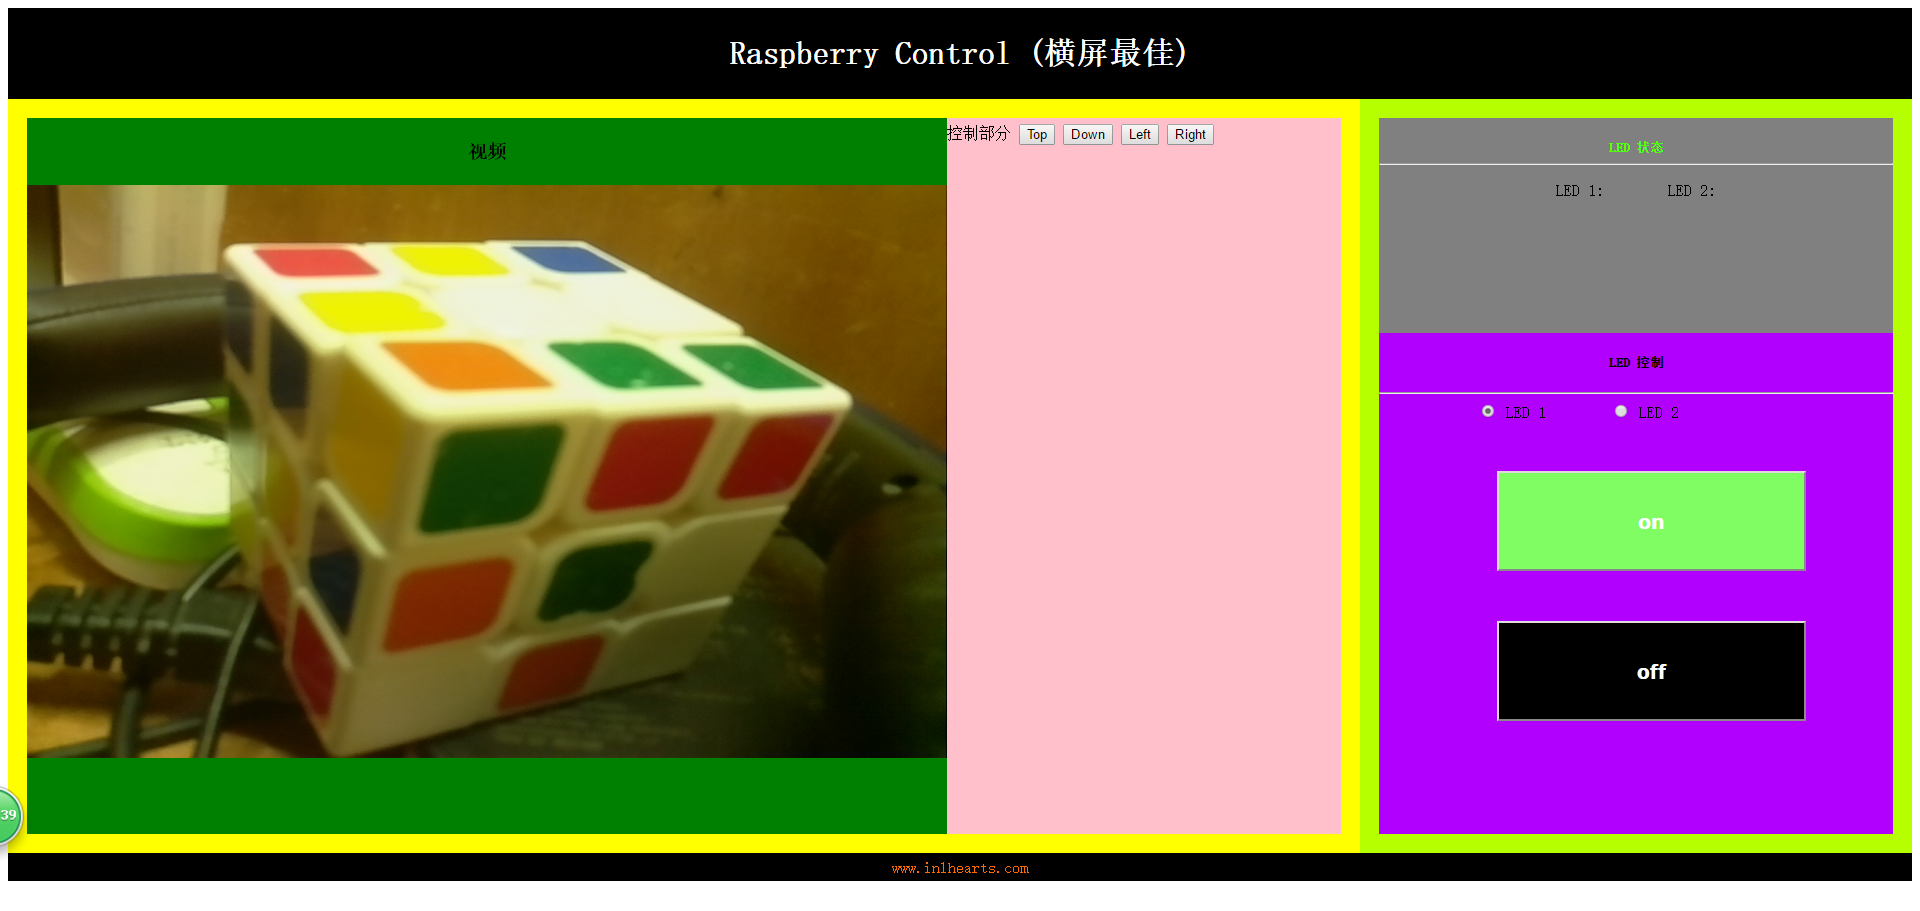 Raspberry Control (横屏最佳)
视频
控制部分 Top Down Left Right
LED 状态
LED 1: LED 2:
LED 控制
LED 1 LED 2
on
off
39
www.in1hearts.com